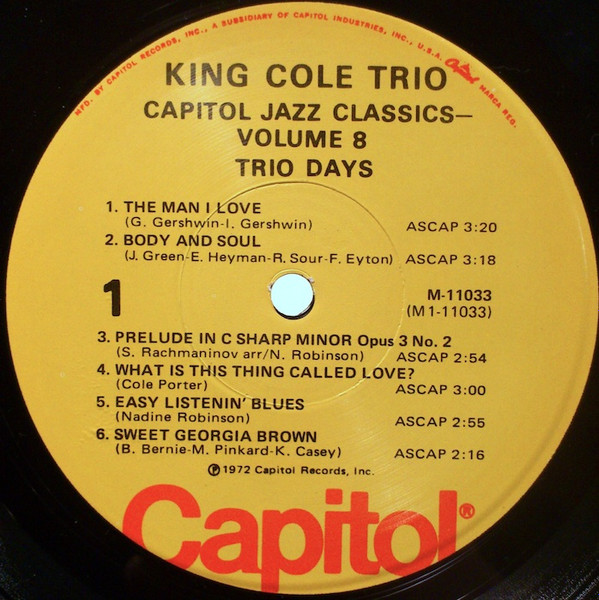 MFD. BY CAPITOL RECORDS, INC., A SUBSIDIARY OF CAPITOL INDUSTRIES, INC., U.S.A. Capitol MARCA REG.
KING COLE TRIO
CAPITOL JAZZ CLASSICS—
VOLUME 8
TRIO DAYS
1. THE MAN I LOVE
(G. Gershwin-I. Gershwin) ASCAP 3:20
2. BODY AND SOUL
(J. Green-E. Heyman-R. Sour-F. Eyton) ASCAP 3:18
1
M-11033
(M1-11033)
3. PRELUDE IN C SHARP MINOR Opus 3 No. 2
(S. Rachmaninov arr/N. Robinson) ASCAP 2:54
4. WHAT IS THIS THING CALLED LOVE?
(Cole Porter) ASCAP 3:00
5. EASY LISTENIN' BLUES
(Nadine Robinson) ASCAP 2:55
6. SWEET GEORGIA BROWN
(B. Bernie-M. Pinkard-K. Casey) ASCAP 2:16
℗1972 Capitol Records, Inc.
Capitol®